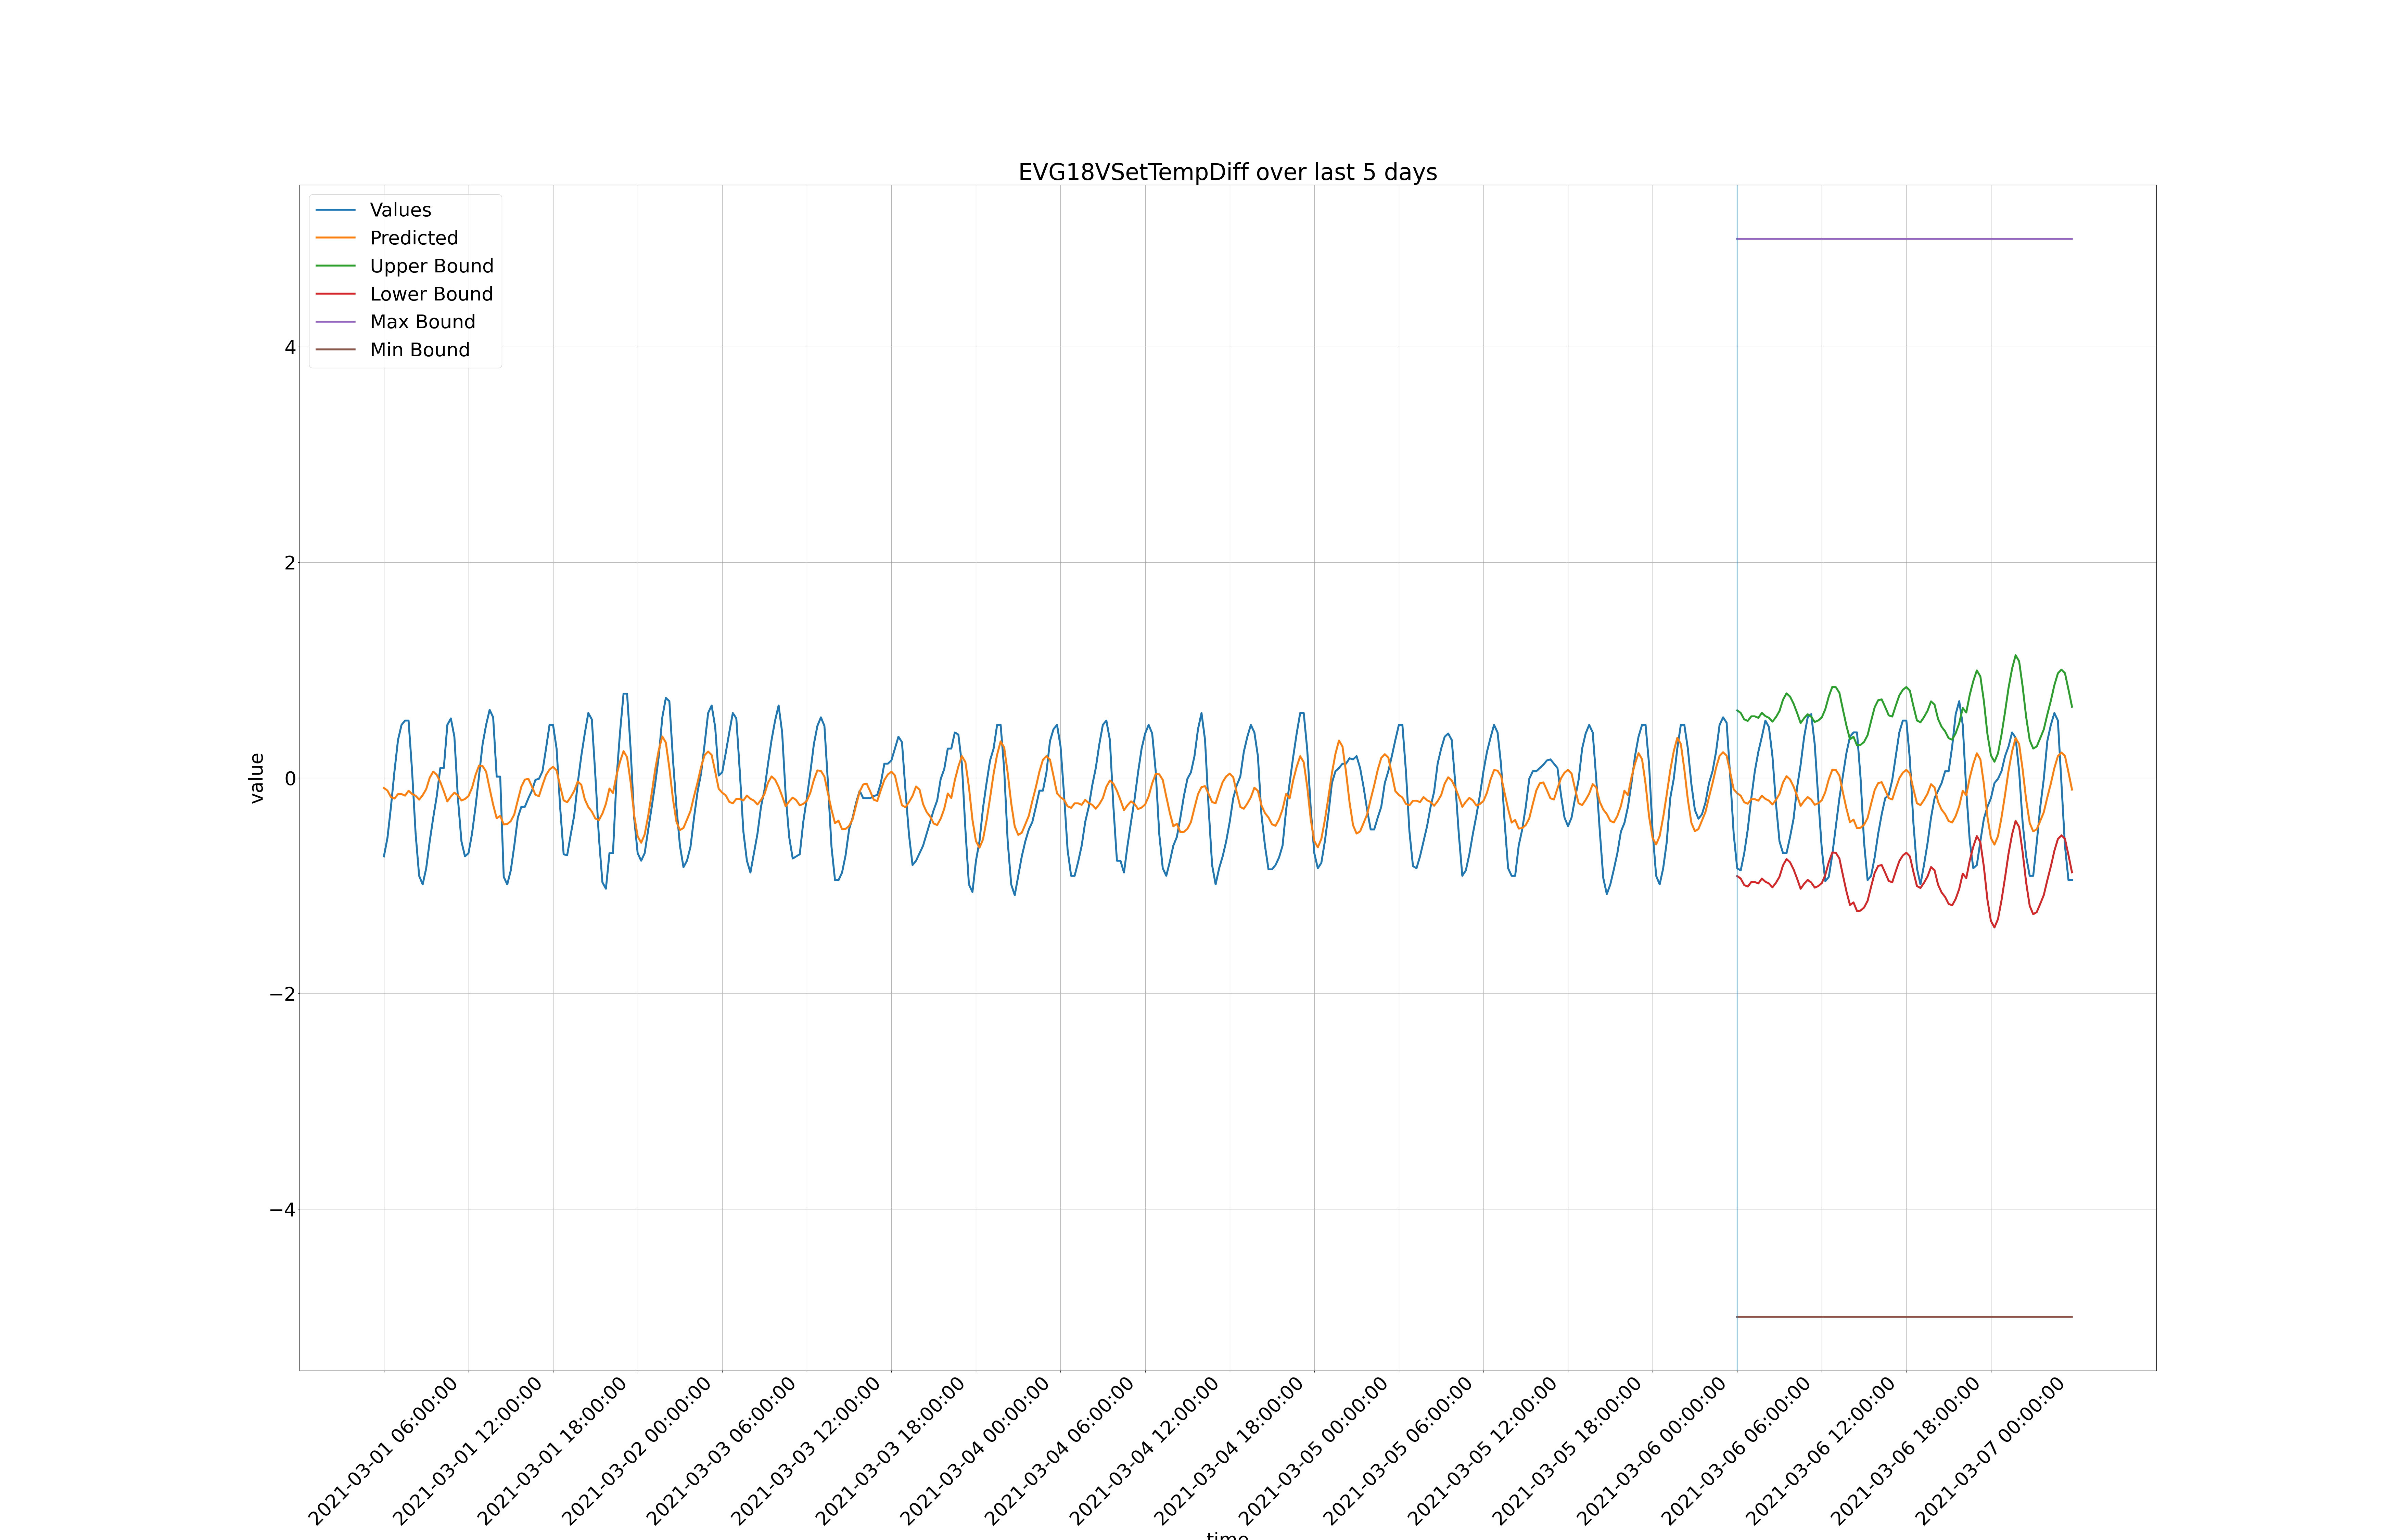 EVG18VSetTempDiff over last 5 days
Values
Predicted
Upper Bound
Lower Bound
Max Bound
Min Bound
value
4
2
0
−2
−4
2021-03-01 06:00:00
2021-03-01 12:00:00
2021-03-01 18:00:00
2021-03-02 00:00:00
2021-03-03 06:00:00
2021-03-03 12:00:00
2021-03-03 18:00:00
2021-03-04 00:00:00
2021-03-04 06:00:00
2021-03-04 12:00:00
2021-03-04 18:00:00
2021-03-05 00:00:00
2021-03-05 06:00:00
2021-03-05 12:00:00
2021-03-05 18:00:00
2021-03-06 00:00:00
2021-03-06 06:00:00
2021-03-06 12:00:00
2021-03-06 18:00:00
2021-03-07 00:00:00
time